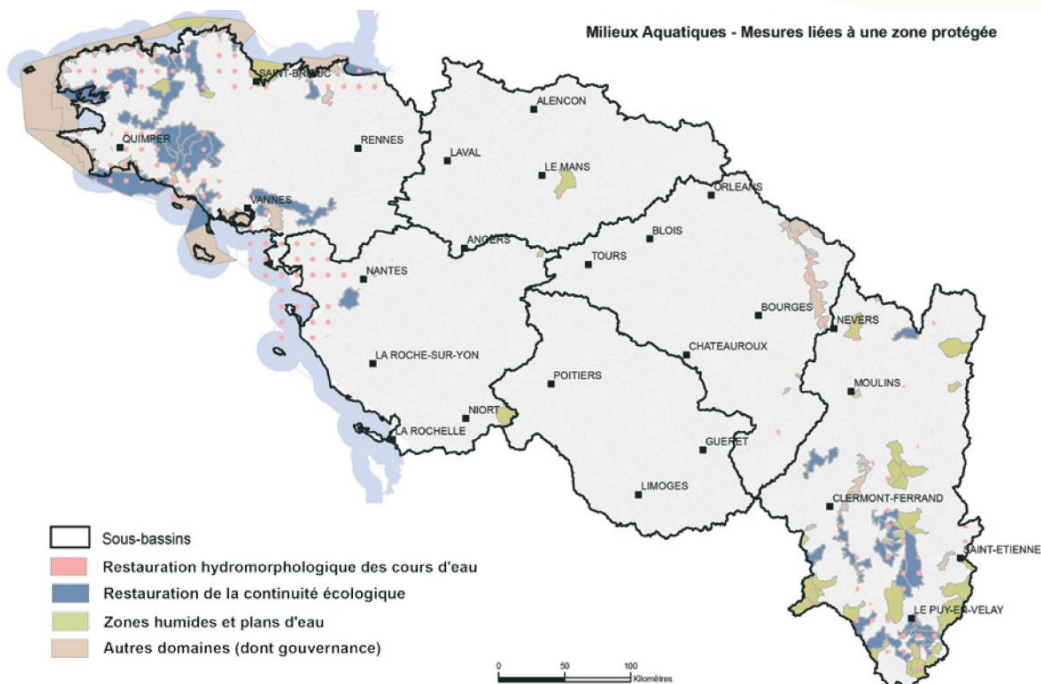 Milieux Aquatiques - Mesures liées à une zone protégée
SAINT-BRIEUC
ALENCON
QUIMPER
RENNES
LAVAL
LE MANS
ORLEANS
VANNES
BLOIS
ANGERS
TOURS
NANTES
BOURGES
NEVERS
CHATEAUROUX
LA ROCHE-SUR-YON
POITIERS
MOULINS
NIORT
LA ROCHELLE
GUERET
LIMOGES
CLERMONT-FERRAND
SAINT-ETIENNE
LE PUY-EN-VELAY
Sous-bassins
Restauration hydromorphologique des cours d'eau
Restauration de la continuité écologique
Zones humides et plans d'eau
Autres domaines (dont gouvernance)
0 50 100
Kilomètres